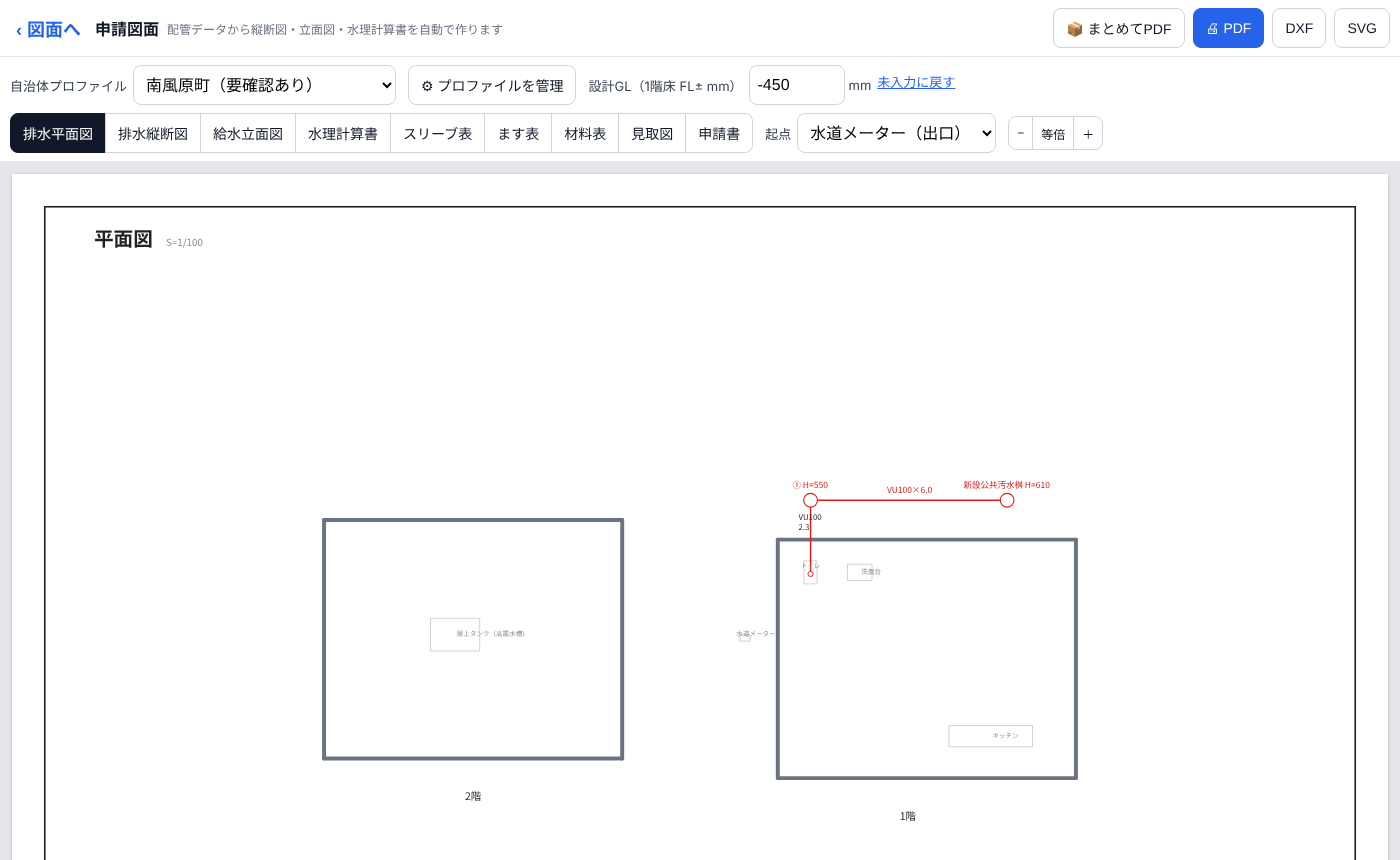 ‹ 図面へ 申請図面 配管データから縦断図・立面図・水理計算書を自動で作ります 📦 まとめてPDF 🖨 PDF DXF SVG
自治体プロファイル 南風原町（要確認あり） ⚙ プロファイルを管理 設計GL（1階床 FL± mm） -450 mm 未入力に戻す
排水平面図 排水縦断図 給水立面図 水理計算書 スリーブ表 ます表 材料表 見取図 申請書 起点 水道メーター（出口） − 等倍 ＋
平面図 S=1/100
① H=550 VU100×6.0 新設公共汚水桝 H=610
VU100
2.3
トイレ 洗面台
屋上タンク（高置水槽） 水道メーター
キッチン
2階
1階